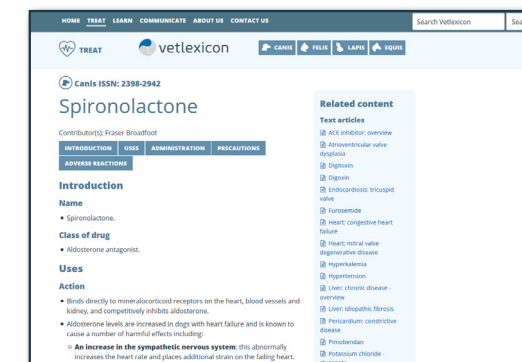 HOME TREAT LEARN COMMUNICATE ABOUT US CONTACT US
Search Vetlexicon
Sea
TREAT
vetlexicon
CANIS FELIS LAPIS EQUIS
Canis ISSN: 2398-2942
Spironolactone
Contributor(s): Fraser Broadfoot
INTRODUCTION USES ADMINISTRATION PRECAUTIONS
ADVERSE REACTIONS
Introduction
Name
• Spironolactone.
Class of drug
• Aldosterone antagonist.
Uses
Action
• Binds directly to mineralocorticoid receptors on the heart, blood vessels and
kidney, and competitively inhibits aldosterone.
• Aldosterone levels are increased in dogs with heart failure and is known to
cause a number of harmful effects including:
○ An increase in the sympathetic nervous system: this abnormally
increases the heart rate and places additional strain on the failing heart.
Related content
Text articles
ACE inhibitor: overview
Atrioventricular valve
dysplasia
Digitoxin
Digoxin
Endocardiosis: tricuspid
valve
Furosemide
Heart: congestive heart
failure
Heart: mitral valve
degenerative disease
Hyperkalemia
Hypertension
Liver: chronic disease -
overview
Liver: idiopathic fibrosis
Pericardium: constrictive
disease
Pimobendan
Potassium chloride -